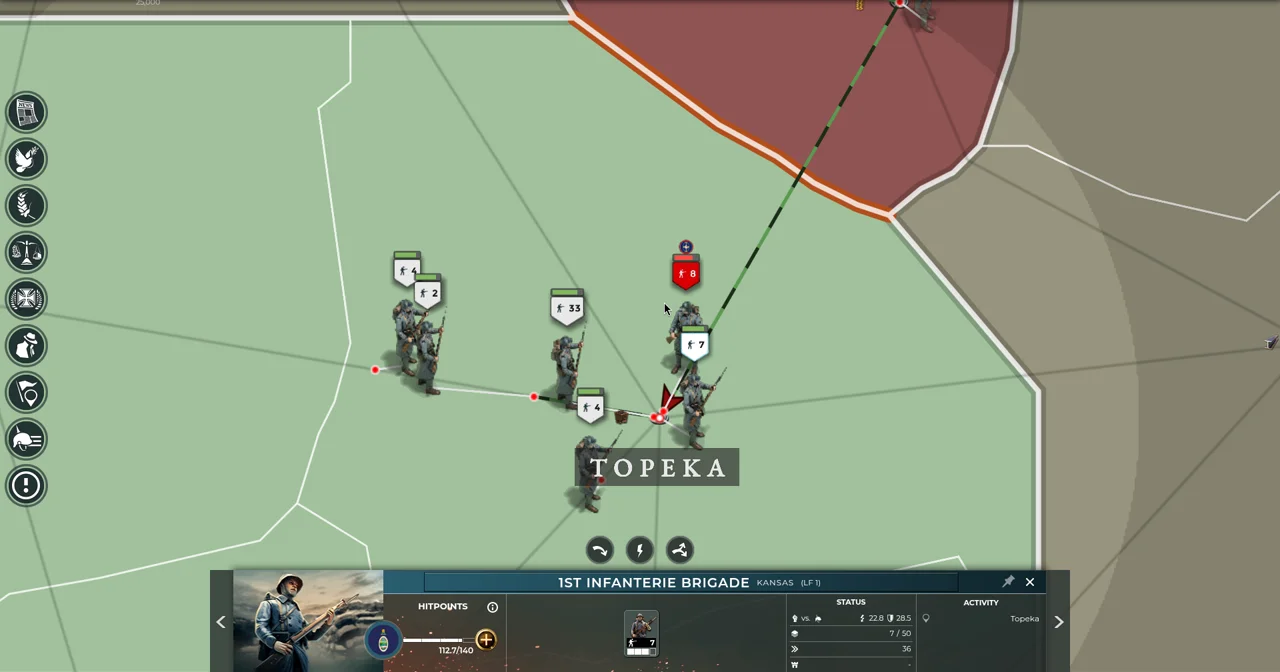 25,000
NEWS
4
2
33
8
7
4
TOPEKA
1ST INFANTERIE BRIGADE KANSAS (LF 1)
HITPOINTS
112.7/140
7
STATUS
vs. 22.8 28.5
7 / 50
36
-
ACTIVITY
Topeka